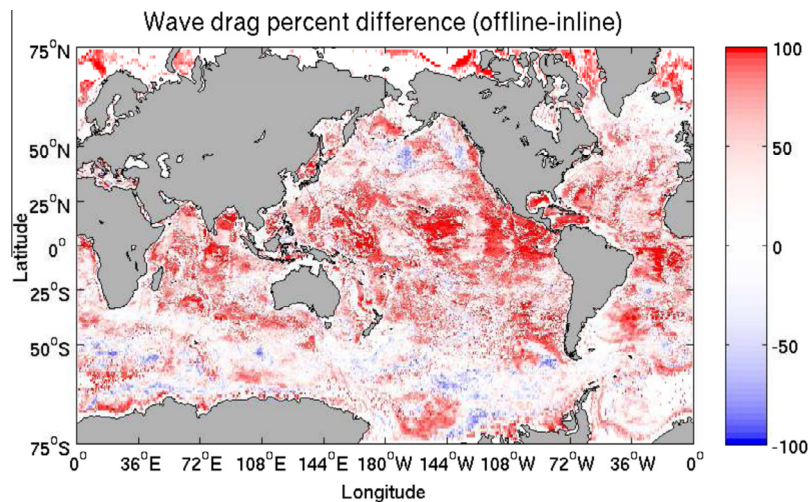 Wave drag percent difference (offline-inline)
75°N
50°N
25°N
0°
25°S
50°S
75°S
Latitude
0° 36°E 72°E 108°E 144°E 180°W 144°W 108°W 72°W 36°W 0°
Longitude
100
50
0
-50
-100